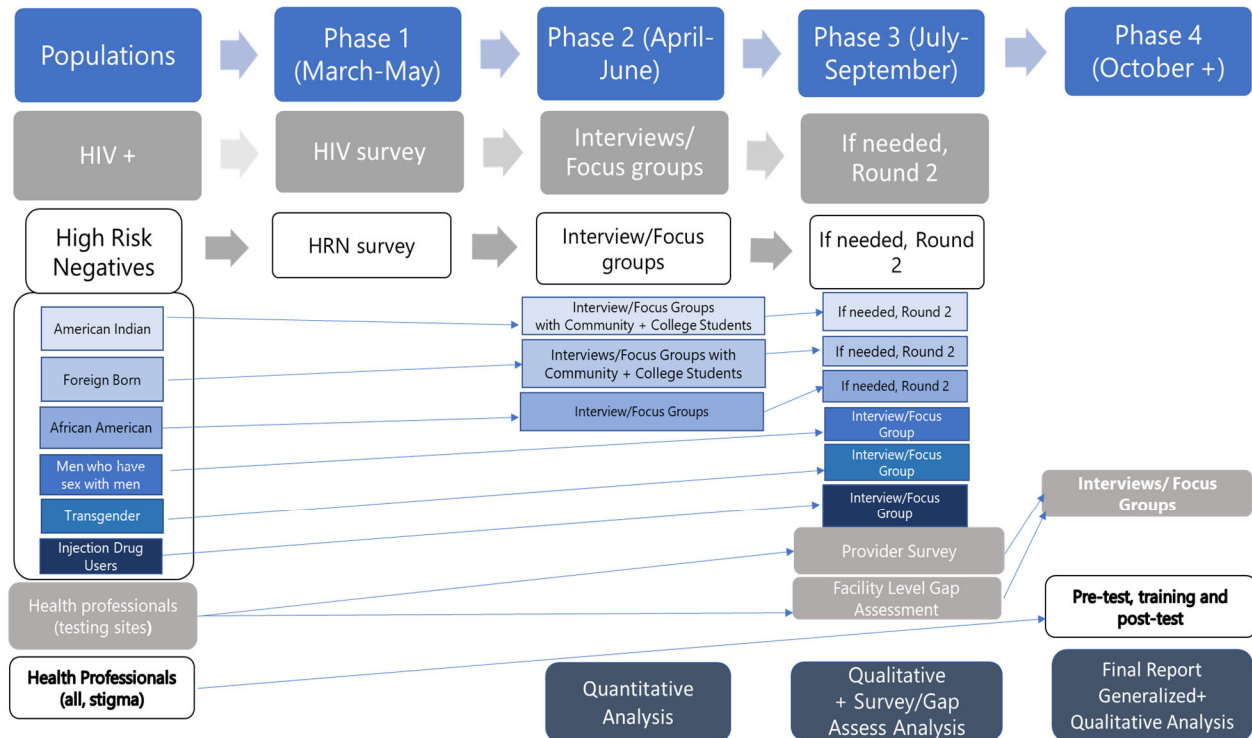 Populations
Phase 1
(March-May)
Phase 2 (April-
June)
Phase 3 (July-
September)
Phase 4
(October +)
HIV +
HIV survey
Interviews/
Focus groups
If needed,
Round 2
High Risk
Negatives
HRN survey
Interview/Focus
groups
If needed, Round
2
American Indian
Interview/Focus Groups
with Community + College Students
If needed, Round 2
Foreign Born
Interviews/Focus Groups with
Community + College Students
If needed, Round 2
African American
Interview/Focus Groups
If needed, Round 2
Men who have
sex with men
Interview/Focus
Group
Transgender
Interview/Focus
Group
Injection Drug
Users
Interview/Focus
Group
Interviews/ Focus
Groups
Health professionals
(testing sites)
Provider Survey
Facility Level Gap
Assessment
Pre-test, training and
post-test
Health Professionals
(all, stigma)
Quantitative
Analysis
Qualitative
+ Survey/Gap
Assess Analysis
Final Report
Generalized+
Qualitative Analysis